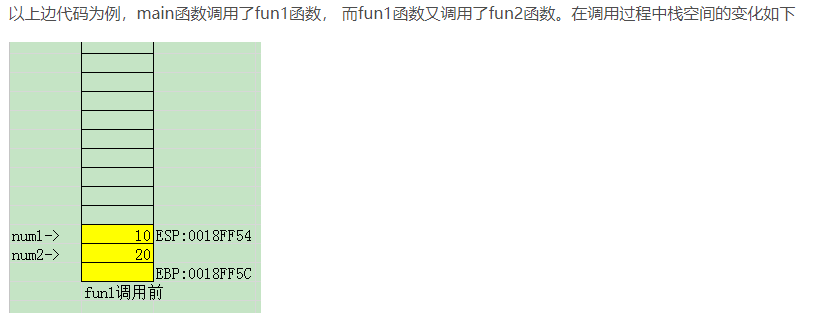 以上边代码为例，main函数调用了fun1函数， 而fun1函数又调用了fun2函数。在调用过程中栈空间的变化如下
num1-> 10 ESP:0018FF54
num2-> 20
EBP:0018FF5C
fun1调用前